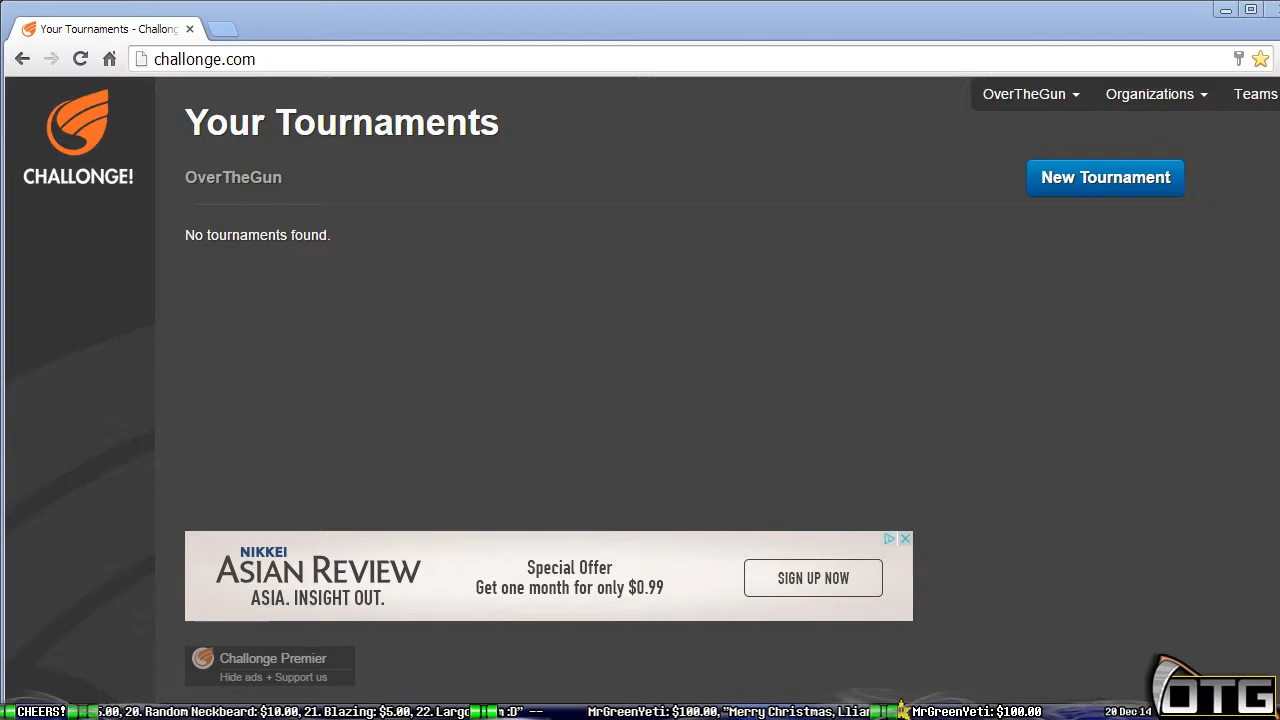 Your Tournaments - Challong
challonge.com
OverTheGun
Organizations
Teams
CHALLONGE!
Your Tournaments
OverTheGun
New Tournament
No tournaments found.
NIKKEI
ASIAN REVIEW
ASIA. INSIGHT OUT.
Special Offer
Get one month for only $0.99
SIGN UP NOW
Challonge Premier
Hide ads + Support us
OTG
CHEERS! 5.00, 20. Random Neckbeard: $10.00, 21. Blazing: $5.00, 22. Largo :D" -- MrGreenYeti: $100.00, "Merry Christmas, Llian MrGreenYeti: $100.00 20 Dec 14